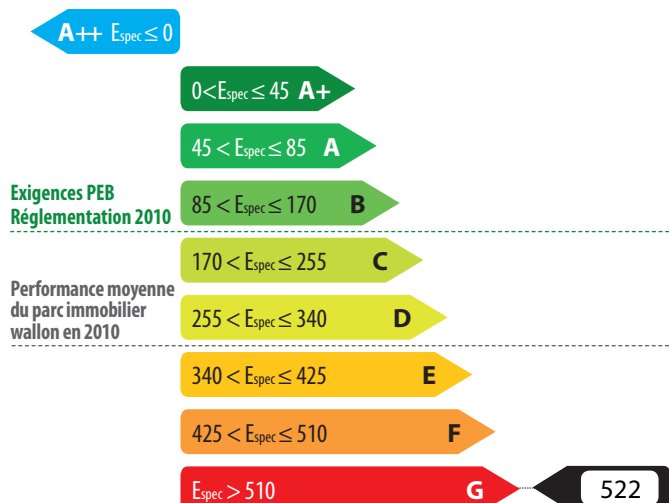 A++ Espec ≤ 0
0<Espec ≤ 45 A+
45 < Espec ≤ 85 A
Exigences PEB
Réglementation 2010
85 < Espec ≤ 170 B
170 < Espec ≤ 255 C
Performance moyenne
du parc immobilier
wallon en 2010
255 < Espec ≤ 340 D
340 < Espec ≤ 425 E
425 < Espec ≤ 510 F
Espec > 510 G 522